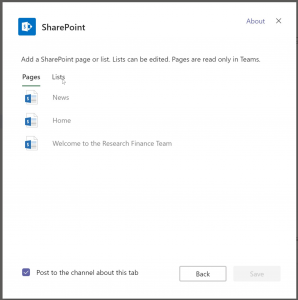 About
SharePoint
Add a SharePoint page or list. Lists can be edited. Pages are read only in Teams.
Pages Lists
News
Home
Welcome to the Research Finance Team
Post to the channel about this tab
Back Save